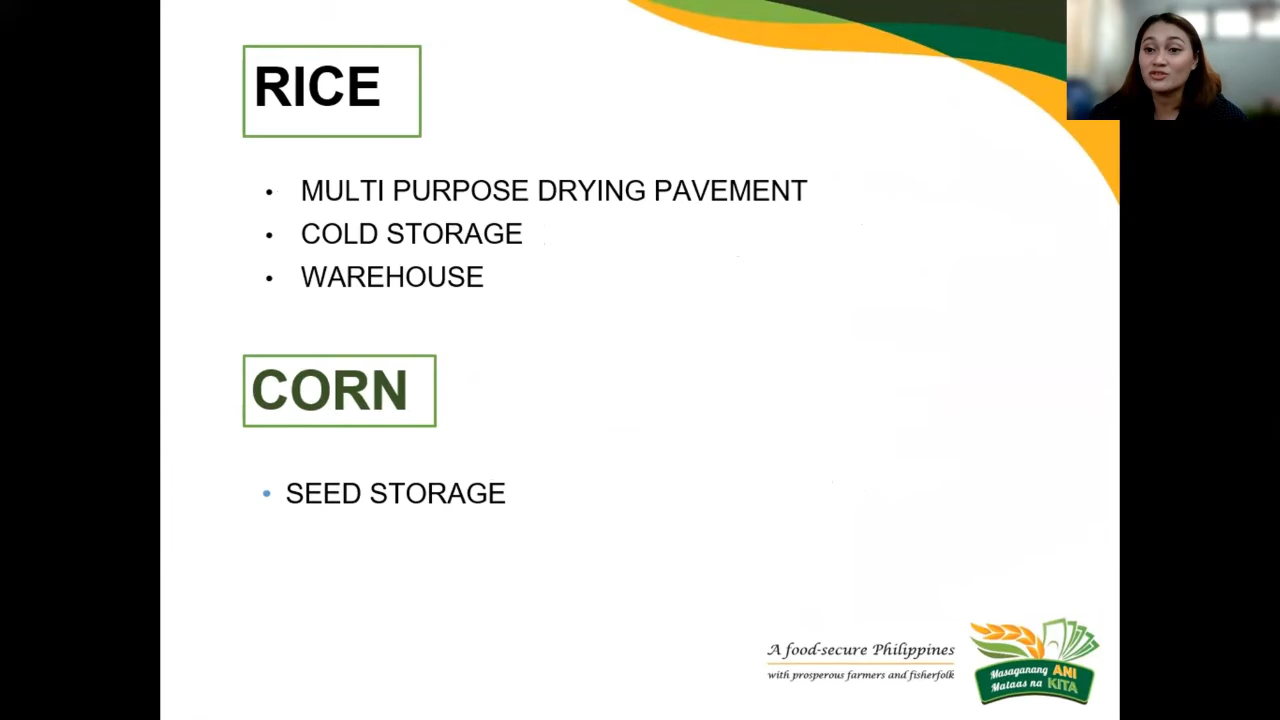 RICE
• MULTI PURPOSE DRYING PAVEMENT
• COLD STORAGE
• WAREHOUSE
CORN
• SEED STORAGE
A food-secure Philippines
with prosperous farmers and fisherfolk
Masaganang ANI
Mataas na KITA